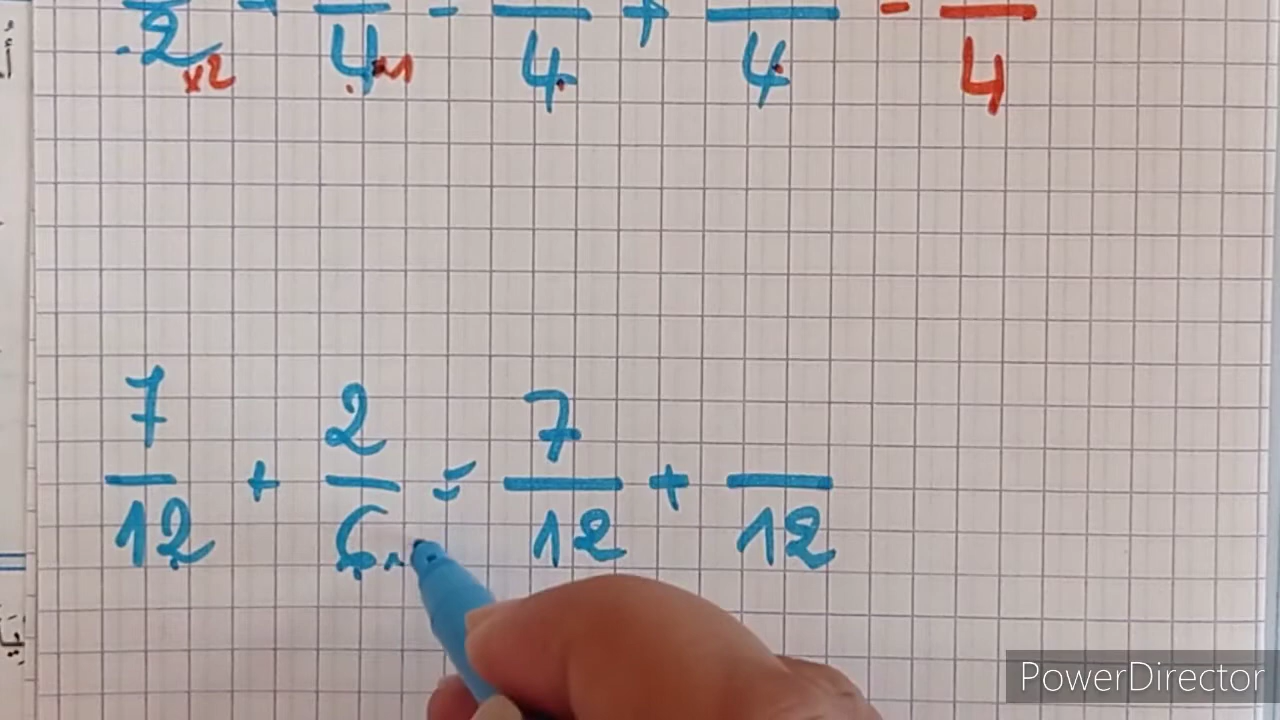 2 ×2 + 4 ×1 = 4 + 4 = 4
7/12 + 2/6 = 7/12 + /12
PowerDirector